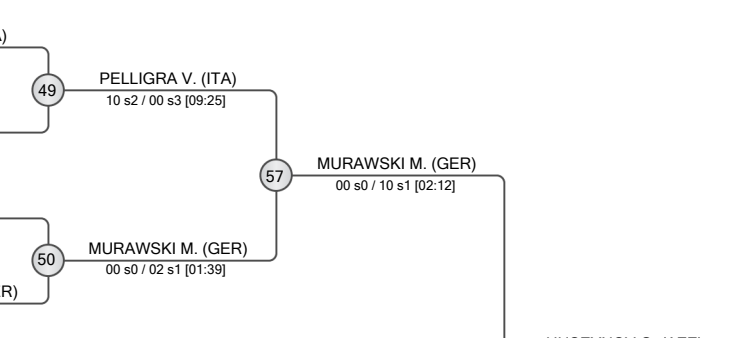 PELLIGRA V. (ITA)
49
10 s2 / 00 s3 [09:25]
MURAWSKI M. (GER)
57
00 s0 / 10 s1 [02:12]
MURAWSKI M. (GER)
50
00 s0 / 02 s1 [01:39]
R)